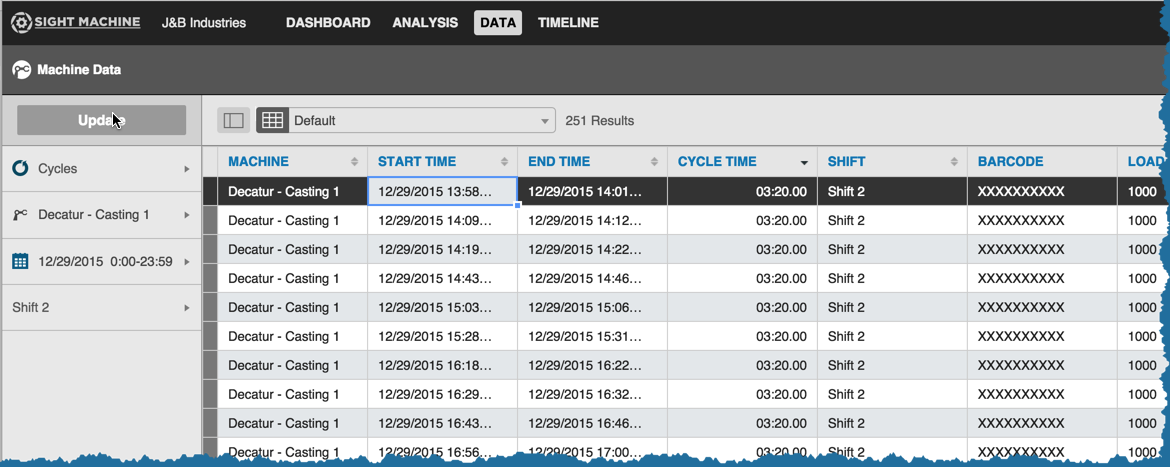 SIGHT MACHINE J&B Industries DASHBOARD ANALYSIS DATA TIMELINE
Machine Data
Update Default 251 Results
MACHINE START TIME END TIME CYCLE TIME SHIFT BARCODE LOAD
Cycles
Decatur - Casting 1 12/29/2015 13:58... 12/29/2015 14:01... 03:20.00 Shift 2 XXXXXXXXXX 1000
Decatur - Casting 1
Decatur - Casting 1 12/29/2015 14:09... 12/29/2015 14:12... 03:20.00 Shift 2 XXXXXXXXXX 1000
Decatur - Casting 1 12/29/2015 14:19... 12/29/2015 14:22... 03:20.00 Shift 2 XXXXXXXXXX 1000
12/29/2015 0:00-23:59
Decatur - Casting 1 12/29/2015 14:43... 12/29/2015 14:46... 03:20.00 Shift 2 XXXXXXXXXX 1000
Shift 2
Decatur - Casting 1 12/29/2015 15:03... 12/29/2015 15:06... 03:20.00 Shift 2 XXXXXXXXXX 1000
Decatur - Casting 1 12/29/2015 15:28... 12/29/2015 15:31... 03:20.00 Shift 2 XXXXXXXXXX 1000
Decatur - Casting 1 12/29/2015 16:18... 12/29/2015 16:22... 03:20.00 Shift 2 XXXXXXXXXX 1000
Decatur - Casting 1 12/29/2015 16:29... 12/29/2015 16:32... 03:20.00 Shift 2 XXXXXXXXXX 1000
Decatur - Casting 1 12/29/2015 16:43... 12/29/2015 16:46... 03:20.00 Shift 2 XXXXXXXXXX 1000
Decatur - Casting 1 12/29/2015 16:56... 12/29/2015 17:00... 03:20.00 Shift 2 XXXXXXXXXX 1000